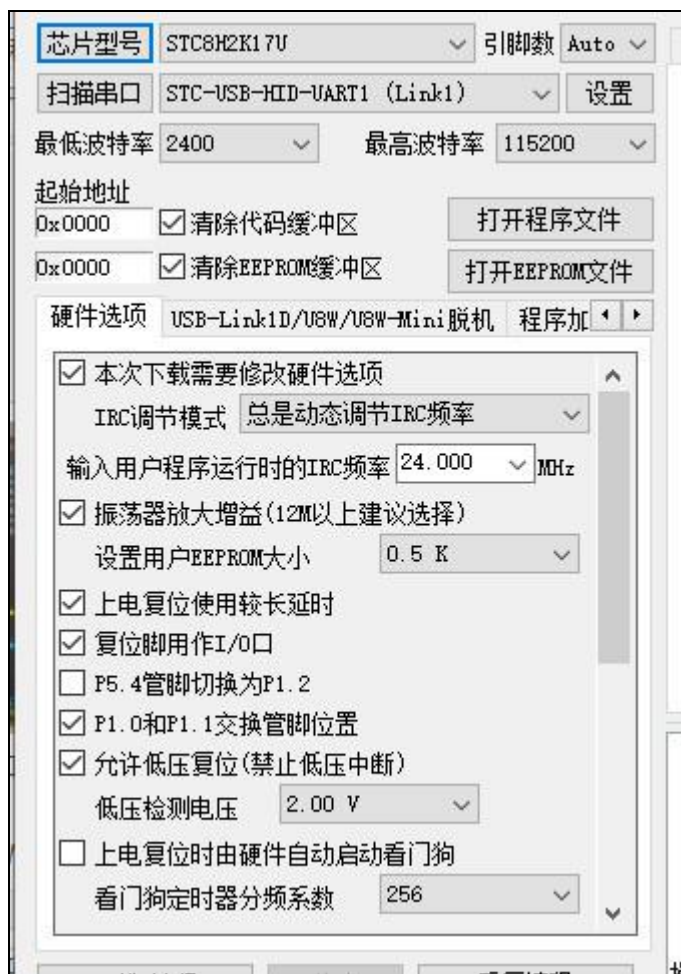 芯片型号 STC8H2K17U 引脚数 Auto
扫描串口 STC-USB-HID-UART1 (Link1) 设置
最低波特率 2400 最高波特率 115200
起始地址
0x0000 清除代码缓冲区 打开程序文件
0x0000 清除EEPROM缓冲区 打开EEPROM文件
硬件选项 USB-Link1D/U8W/U8W-Mini脱机 程序加
本次下载需要修改硬件选项
IRC调节模式 总是动态调节IRC频率
输入用户程序运行时的IRC频率 24.000 MHz
振荡器放大增益(12M以上建议选择)
设置用户EEPROM大小 0.5 K
上电复位使用较长延时
复位脚用作I/O口
P5.4管脚切换为P1.2
P1.0和P1.1交换管脚位置
允许低压复位(禁止低压中断)
低压检测电压 2.00 V
上电复位时由硬件自动启动看门狗
看门狗定时器分频系数 256